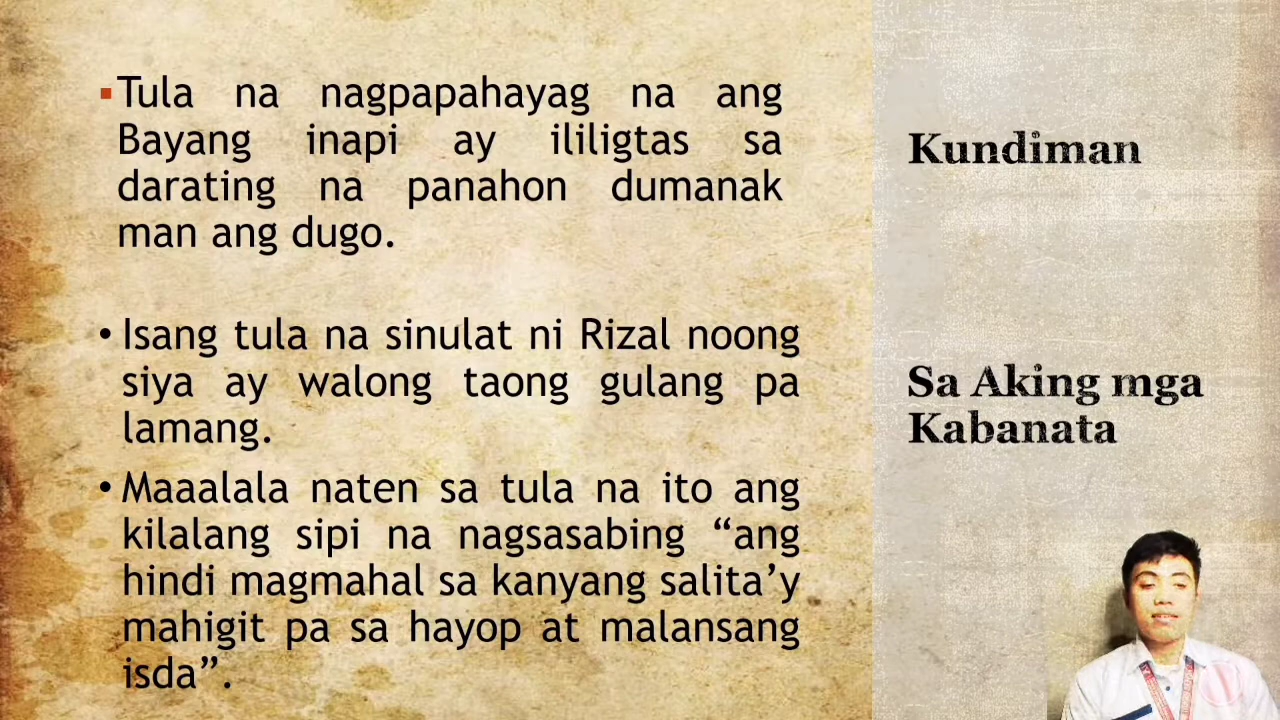 Tula na nagpapahayag na ang
Bayang inapi ay ililigtas sa
darating na panahon dumanak
man ang dugo.
Kundiman
• Isang tula na sinulat ni Rizal noong
siya ay walong taong gulang pa
lamang.
• Maaalala naten sa tula na ito ang
kilalang sipi na nagsasabing “ang
hindi magmahal sa kanyang salita’y
mahigit pa sa hayop at malansang
isda”.
Sa Aking mga
Kabanata